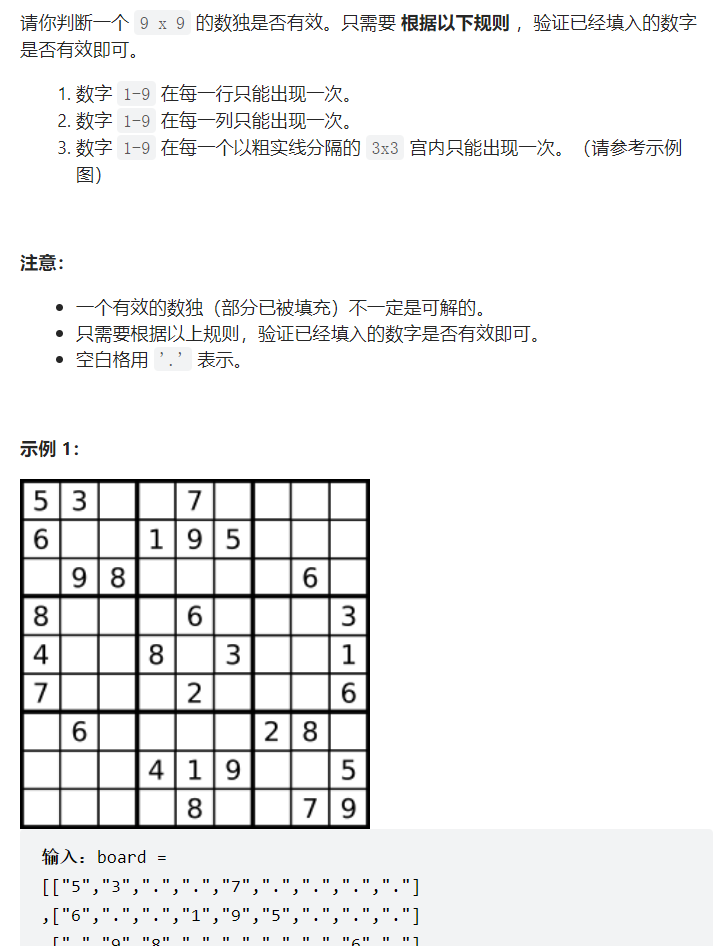 请你判断一个 9 x 9 的数独是否有效。只需要 根据以下规则 ，验证已经填入的数字
是否有效即可。
1. 数字 1-9 在每一行只能出现一次。
2. 数字 1-9 在每一列只能出现一次。
3. 数字 1-9 在每一个以粗实线分隔的 3x3 宫内只能出现一次。（请参考示例
图）
注意：
• 一个有效的数独（部分已被填充）不一定是可解的。
• 只需要根据以上规则，验证已经填入的数字是否有效即可。
• 空白格用 '.' 表示。
示例 1：
5 3 7
6 1 9 5
9 8 6
8 6 3
4 8 3 1
7 2 6
6 2 8
4 1 9 5
8 7 9
输入：board =
[["5","3",".",".","7",".",".",".","."]
,["6",".",".","1","9","5",".",".","."]
,[".","9","8",".",".",".",".","6","."]